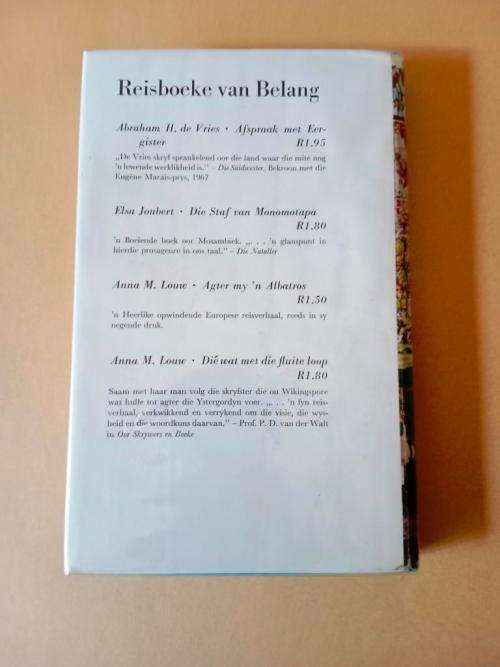 Reisboeke van Belang
Abraham H. de Vries · Afspraak met Eer-
gister R1.95
„De Vries skryf sprankelend oor die land waar die mite nog
'n lewende werklikheid is." – Die Suidwester, Bekroon met die
Eugène Marais-prys, 1967
Elsa Joubert · Die Staf van Monomotapa
R1.80
'n Boeiende boek oor Mosambiek. „. . . 'n glanspunt in
hierdie prosagenre in ons taal." – Die Nataller
Anna M. Louw · Agter my 'n Albatros
R1.50
'n Heerlike opwindende Europese reisverhaal, reeds in sy
negende druk.
Anna M. Louw · Dié wat met die fluite loop
R1.80
Saam met haar man volg die skryfster die ou Wikingspore
wat hulle tot agter die Ystergordyn voer. „. . . 'n fyn reis-
verhaal, verkwikkend en verrykend om die visie, die wys-
heid en die woordkuns daarvan." – Prof. P. D. van der Walt
in Oor Skrywers en Boeke